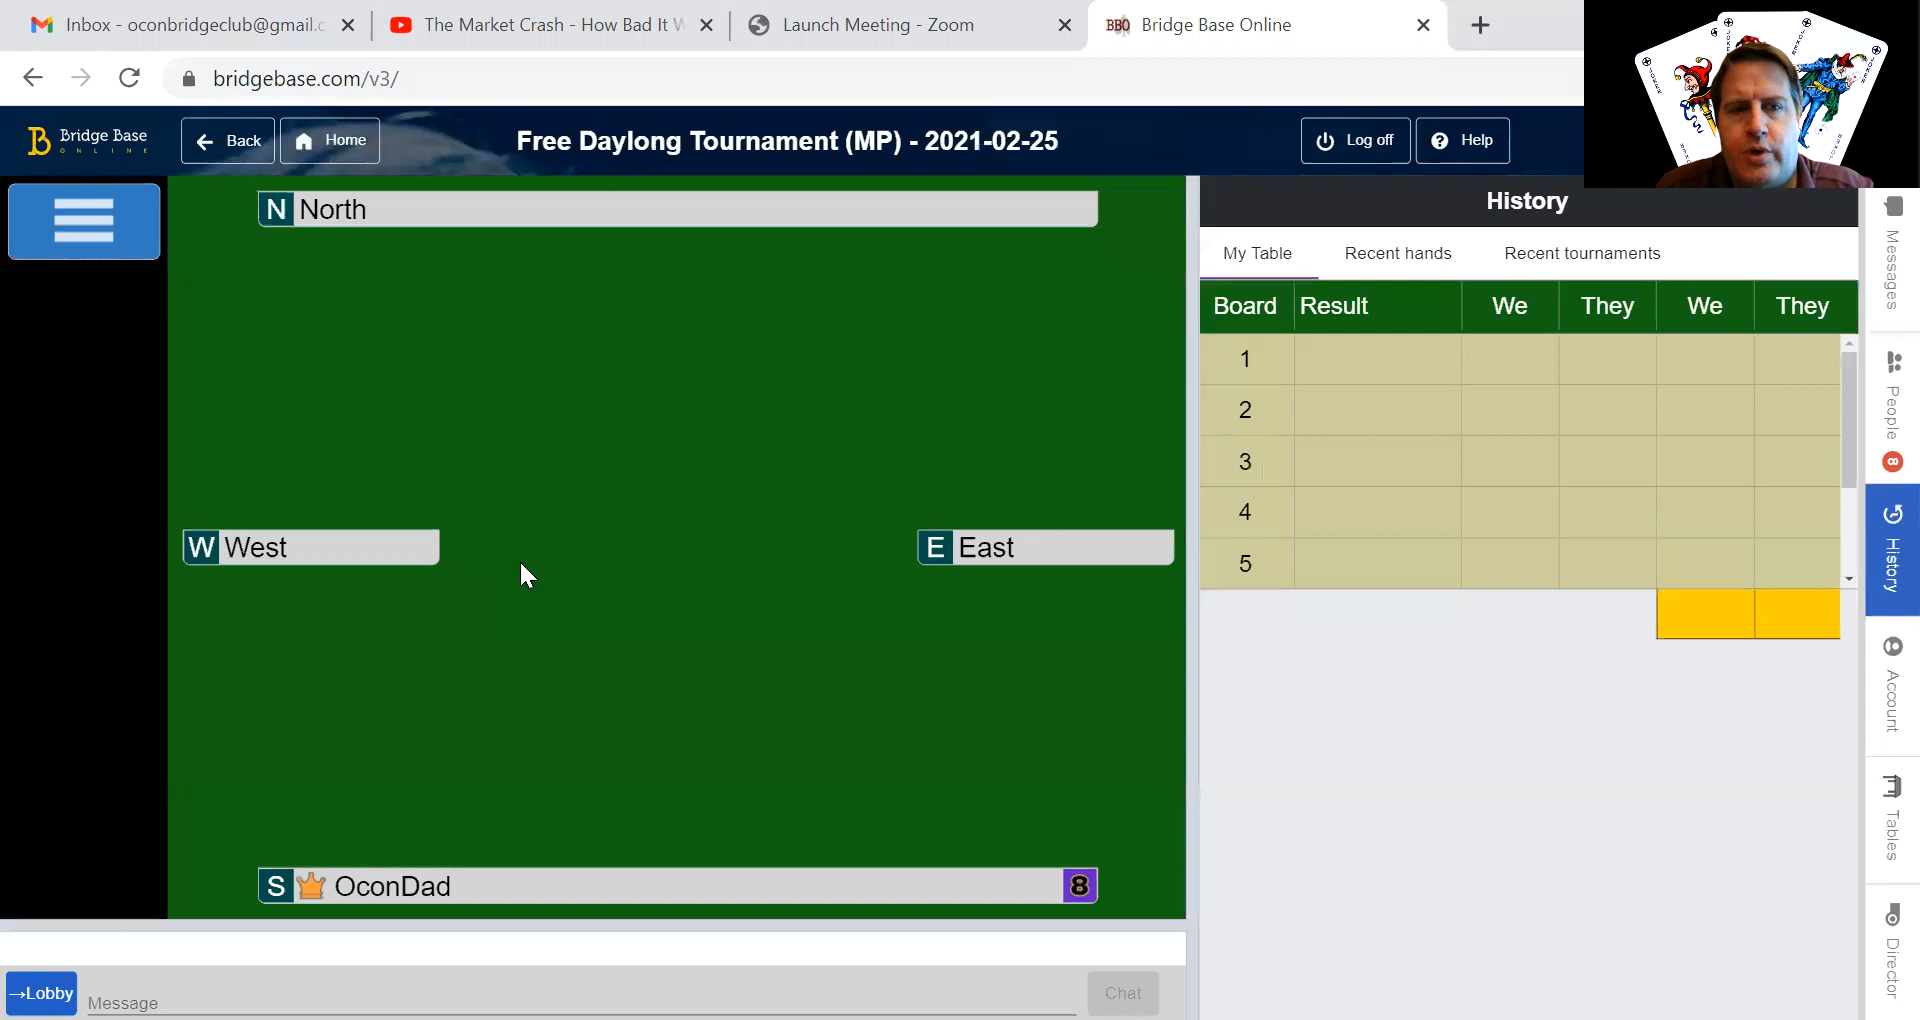 Inbox - oconbridgeclub@gmail.c
The Market Crash - How Bad It W
Launch Meeting - Zoom
BBO Bridge Base Online
bridgebase.com/v3/
Bridge Base
ONLINE
Back
Home
Free Daylong Tournament (MP) - 2021-02-25
Log off
Help
N North
W West
E East
S OconDad 8
→Lobby
Message
Chat
History
My Table Recent hands Recent tournaments
Board Result We They We They
1
2
3
4
5
Messages
People 8
History
Account
Tables
Director